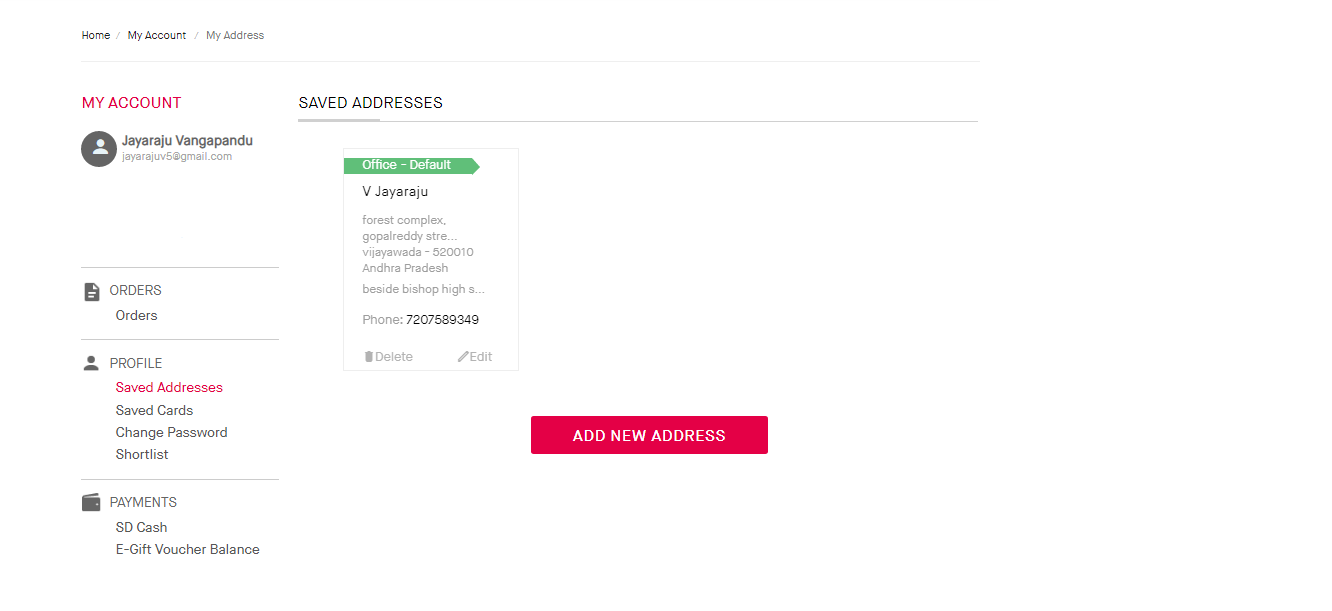 Home / My Account / My Address
MY ACCOUNT
Jayaraju Vangapandu
jayarajuv5@gmail.com
ORDERS
Orders
PROFILE
Saved Addresses
Saved Cards
Change Password
Shortlist
PAYMENTS
SD Cash
E-Gift Voucher Balance
SAVED ADDRESSES
Office - Default
V Jayaraju
forest complex,
gopalreddy stre...
vijayawada - 520010
Andhra Pradesh
beside bishop high s...
Phone: 7207589349
Delete Edit
ADD NEW ADDRESS